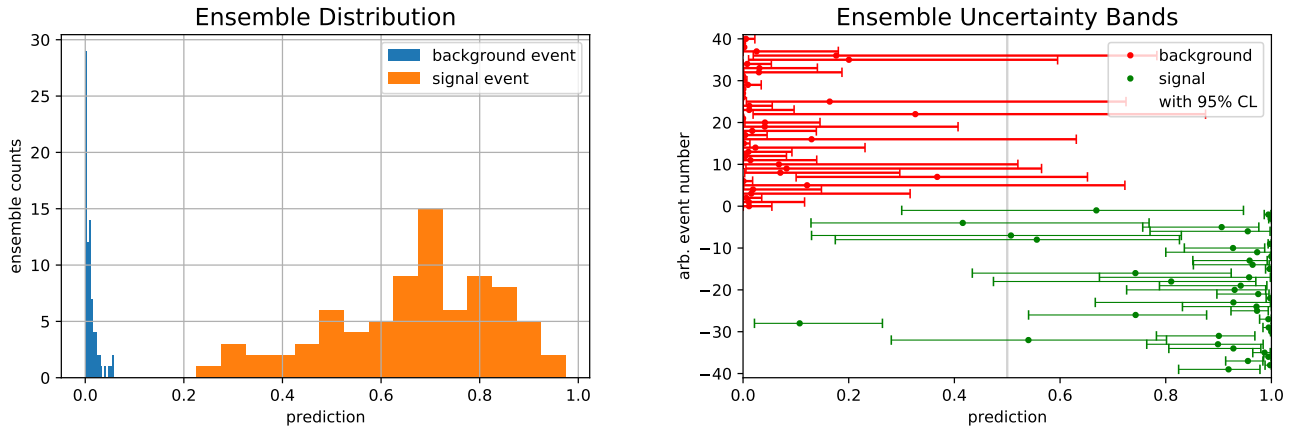 Ensemble Distribution
30
25
20
15
10
5
0
ensemble counts
background event
signal event
0.0 0.2 0.4 0.6 0.8 1.0
prediction
Ensemble Uncertainty Bands
40
30
20
10
0
−10
−20
−30
−40
arb. event number
background
signal
with 95% CL
0.0 0.2 0.4 0.6 0.8 1.0
prediction